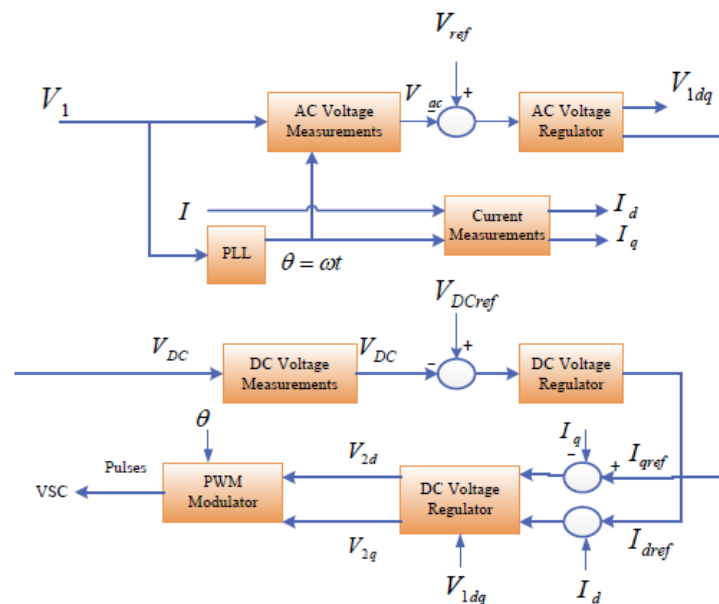 V_ref
V_1
AC Voltage
Measurements
V_ac
-
+
AC Voltage
Regulator
V_1dq
I
PLL
θ = ωt
Current
Measurements
I_d
I_q
V_DCref
V_DC
DC Voltage
Measurements
V_DC
-
+
DC Voltage
Regulator
θ
I_q
-
+
I_qref
Pulses
VSC
PWM
Modulator
V_2d
DC Voltage
Regulator
V_2q
I_dref
V_1dq
I_d